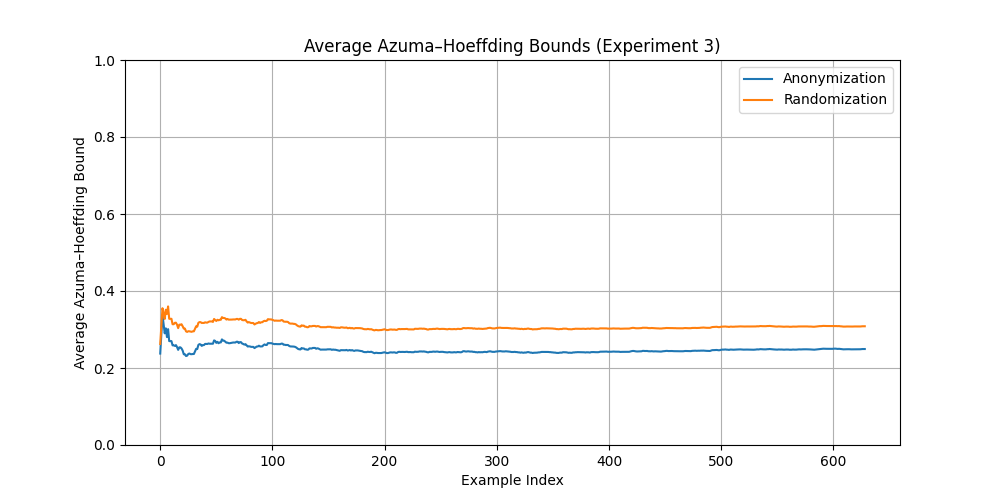 Average Azuma–Hoeffding Bounds (Experiment 3)
Anonymization
Randomization
Average Azuma–Hoeffding Bound
1.0
0.8
0.6
0.4
0.2
0.0
0 100 200 300 400 500 600
Example Index